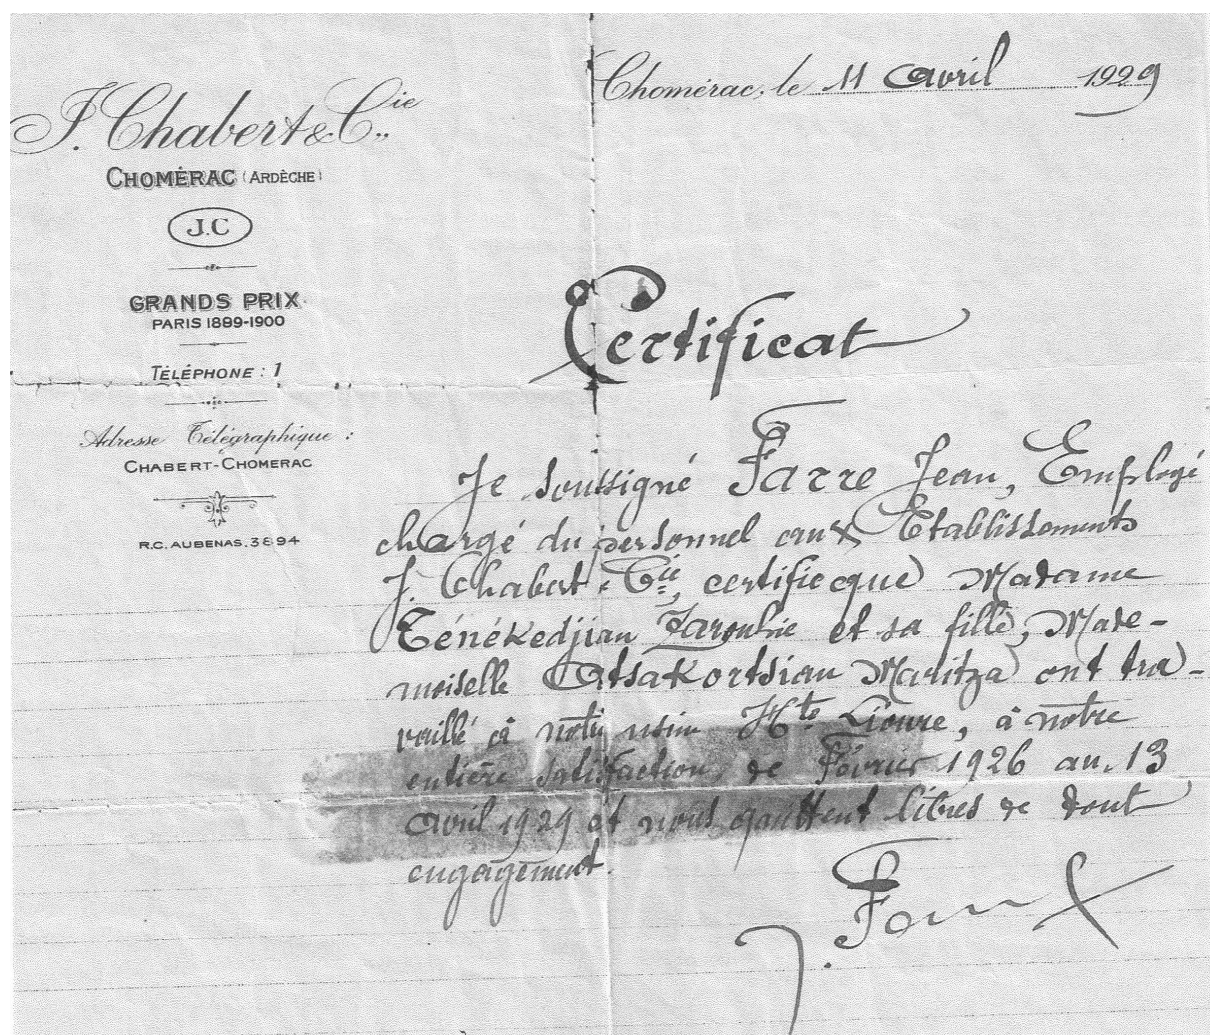 J. Chabert & Cie
CHOMÉRAC (ARDÈCHE)
J.C
GRANDS PRIX
PARIS 1889-1900
TÉLÉPHONE : 1
Adresse Télégraphique :
CHABERT-CHOMERAC
R.C. AUBENAS. 3894
Chomérac, le 11 avril 1929
Certificat
Je soussigné Farre Jean, Employé
chargé du personnel aux Etablissements
J. Chabert & Cie, certifie que Madame
Ténékedjian et sa fille, Made-
moiselle Atsakortsian Maritza ont tra-
vaillé à notre usine Hte Lioure, à notre
entière satisfaction, de Février 1926 au 13
avril 1929 et nous quittent libres de tout
engagement.
J. Farre